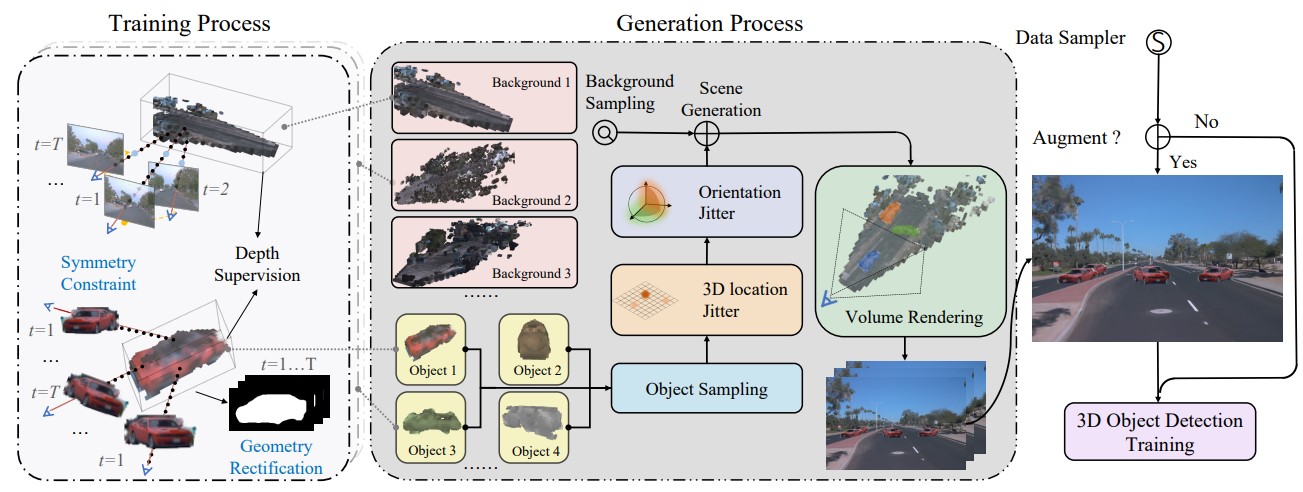 Training Process
t=T
...
t=1
t=2
Depth
Supervision
Symmetry
Constraint
t=1
...
t=T
...
t=1
t=1…T
Geometry
Rectification
Generation Process
Background 1
Background 2
Background 3
......
Object 1
Object 2
Object 3
Object 4
......
Background
Sampling
Scene
Generation
Orientation
Jitter
3D location
Jitter
Object Sampling
Volume Rendering
Data Sampler
S
Augment ?
No
Yes
3D Object Detection
Training